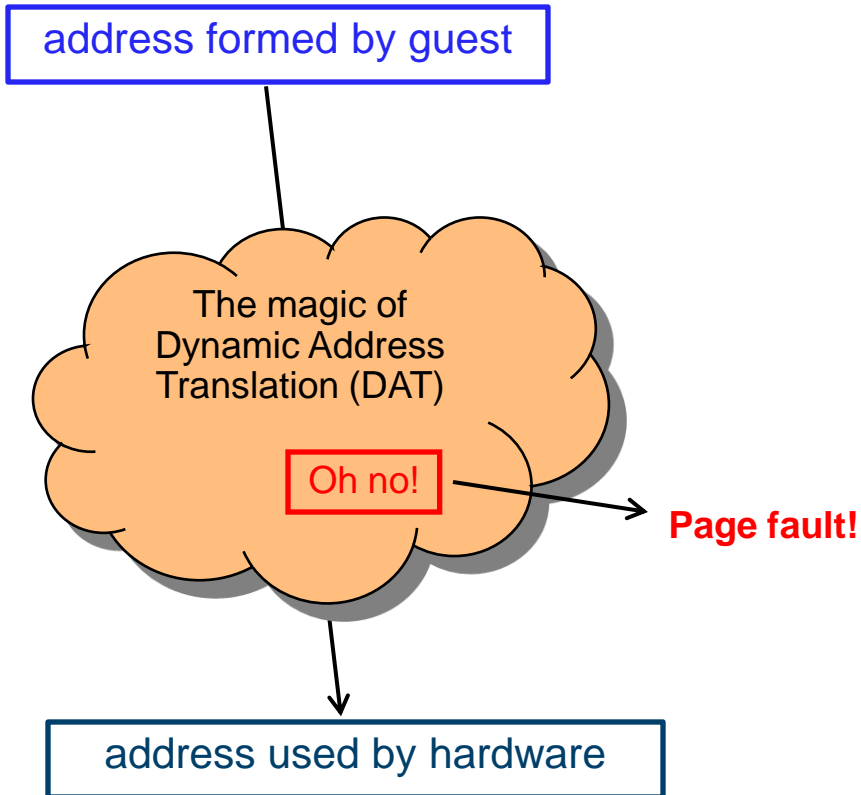 address formed by guest
The magic of
Dynamic Address
Translation (DAT)
Oh no!
Page fault!
address used by hardware